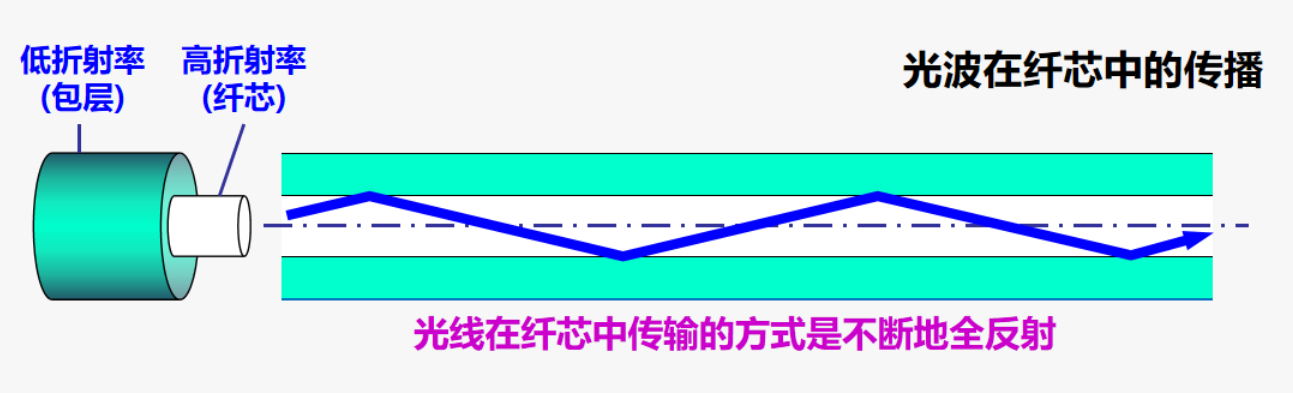 低折射率
(包层)
高折射率
(纤芯)
光波在纤芯中的传播
光线在纤芯中传输的方式是不断地全反射